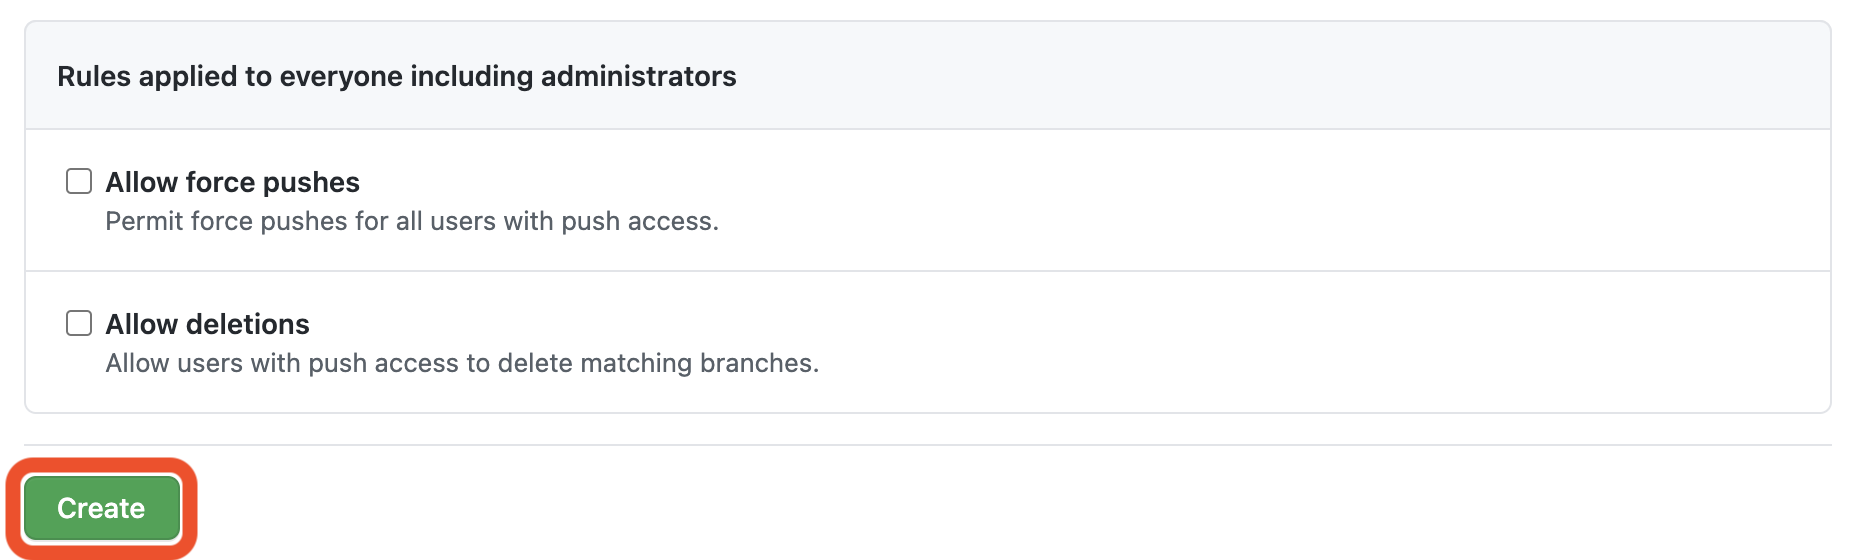 Rules applied to everyone including administrators
Allow force pushes
Permit force pushes for all users with push access.
Allow deletions
Allow users with push access to delete matching branches.
Create